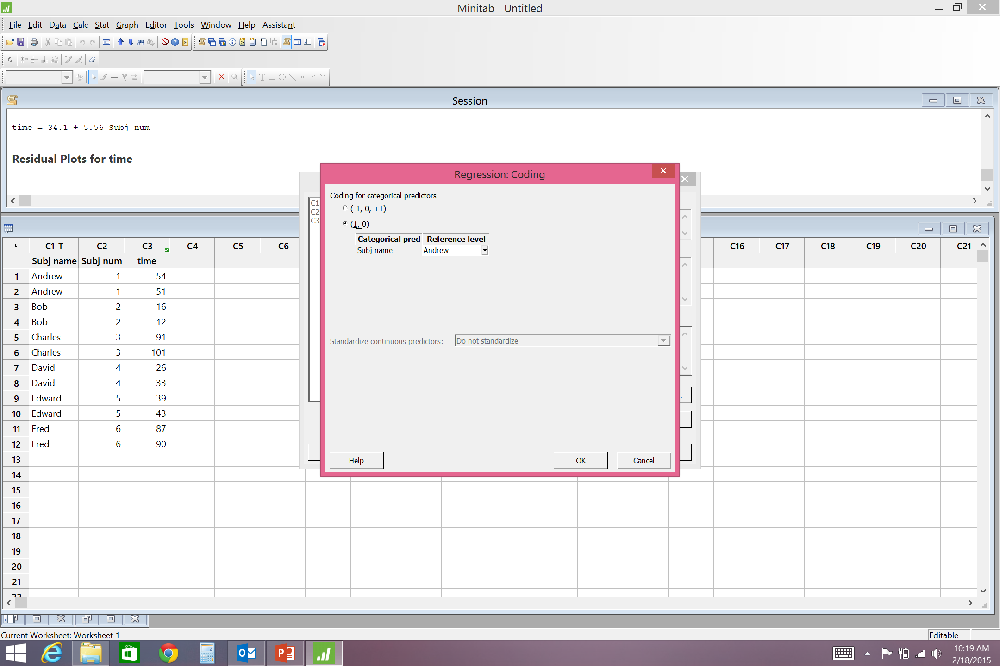 Minitab - Untitled
File Edit Data Calc Stat Graph Editor Tools Window Help Assistant
Session
time = 34.1 + 5.56 Subj num
Residual Plots for time
Regression: Coding
Coding for categorical predictors
(-1, 0, +1)
(1, 0)
Categorical pred Reference level
Subj name Andrew
Standardize continuous predictors: Do not standardize
Help OK Cancel
C1
C2
C3
C1-T C2 C3 C4 C5 C6 C16 C17 C18 C19 C20 C21
Subj name Subj num time
1 Andrew 1 54
2 Andrew 1 51
3 Bob 2 16
4 Bob 2 12
5 Charles 3 91
6 Charles 3 101
7 David 4 26
8 David 4 33
9 Edward 5 39
10 Edward 5 43
11 Fred 6 87
12 Fred 6 90
13
14
15
16
17
18
19
20
21
22
Current Worksheet: Worksheet 1 Editable
10:19 AM
2/18/2015